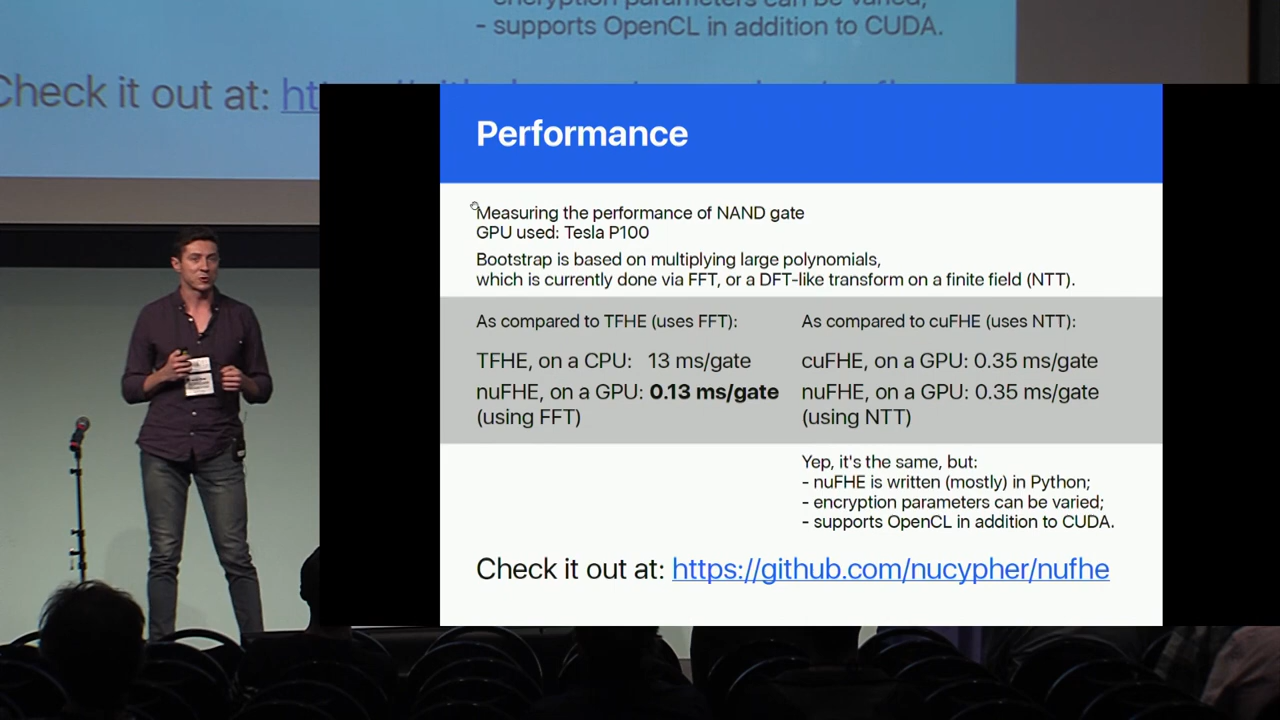 encryption parameters can be varied;
- supports OpenCL in addition to CUDA.
Check it out at: ht
Performance
Measuring the performance of NAND gate
GPU used: Tesla P100
Bootstrap is based on multiplying large polynomials,
which is currently done via FFT, or a DFT-like transform on a finite field (NTT).
As compared to TFHE (uses FFT):
TFHE, on a CPU: 13 ms/gate
nuFHE, on a GPU: 0.13 ms/gate
(using FFT)
As compared to cuFHE (uses NTT):
cuFHE, on a GPU: 0.35 ms/gate
nuFHE, on a GPU: 0.35 ms/gate
(using NTT)
Yep, it's the same, but:
- nuFHE is written (mostly) in Python;
- encryption parameters can be varied;
- supports OpenCL in addition to CUDA.
Check it out at: https://github.com/nucypher/nufhe